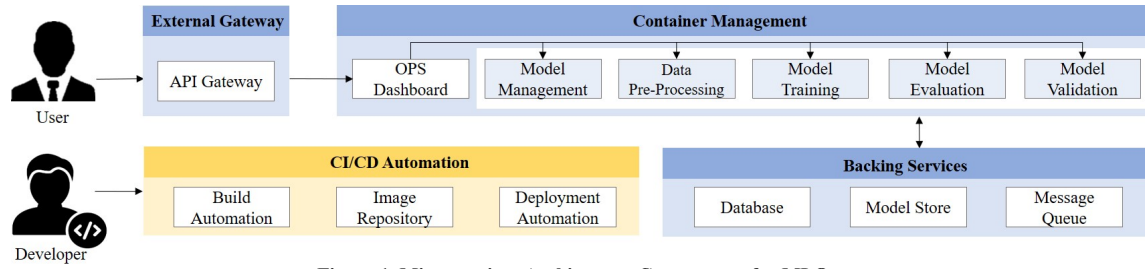 External Gateway
Container Management
API Gateway
OPS
Dashboard
Model
Management
Data
Pre-Processing
Model
Training
Model
Evaluation
Model
Validation
User
CI/CD Automation
Backing Services
Build
Automation
Image
Repository
Deployment
Automation
Database
Model Store
Message
Queue
</>
Developer